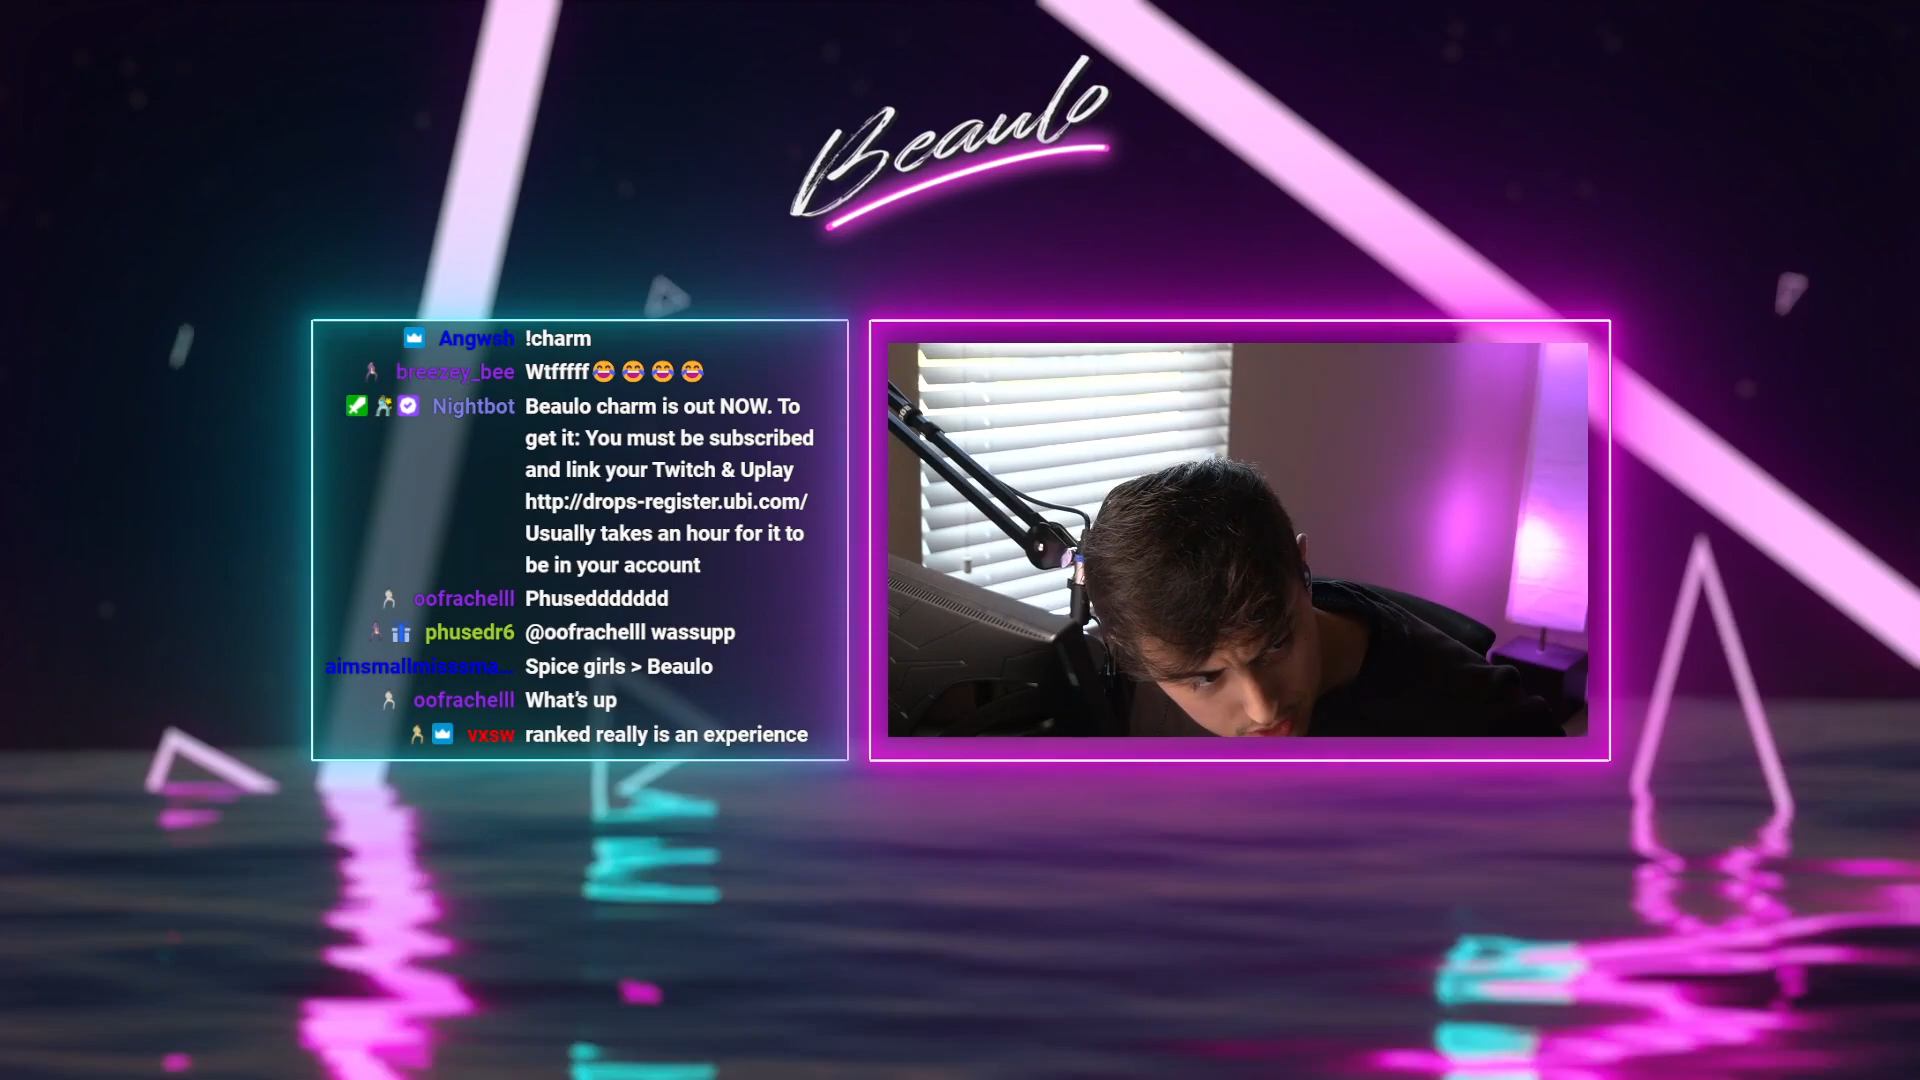 Beaulo
Angwsh !charm
breezey_bee Wtfffff😂 😂 😂 😂
Nightbot Beaulo charm is out NOW. To
get it: You must be subscribed
and link your Twitch & Uplay
http://drops-register.ubi.com/
Usually takes an hour for it to
be in your account
oofrachelll Phuseddddddd
phusedr6 @oofrachelll wassupp
aimsmallmisssma... Spice girls > Beaulo
oofrachelll What's up
vxsw ranked really is an experience